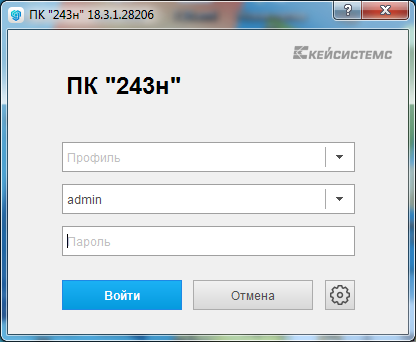 ПК "243н" 18.3.1.28206
КЕЙСИСТЕМС
ПК "243н"
Профиль
admin
Пароль
Войти
Отмена